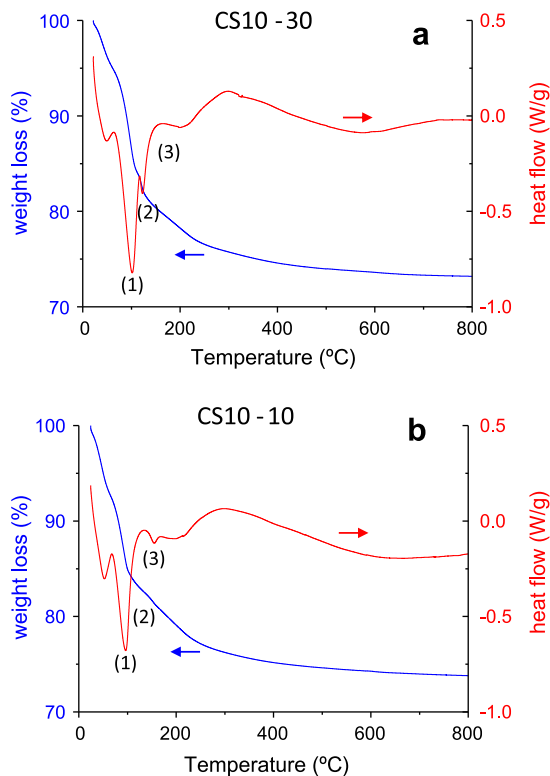 CS10 - 30
a
100
90
80
70
weight loss (%)
0.5
0.0
-0.5
-1.0
heat flow (W/g)
(3)
(2)
(1)
0 200 400 600 800
Temperature (ºC)
CS10 - 10
b
100
90
80
70
weight loss (%)
0.5
0.0
-0.5
-1.0
heat flow (W/g)
(3)
(2)
(1)
0 200 400 600 800
Temperature (ºC)